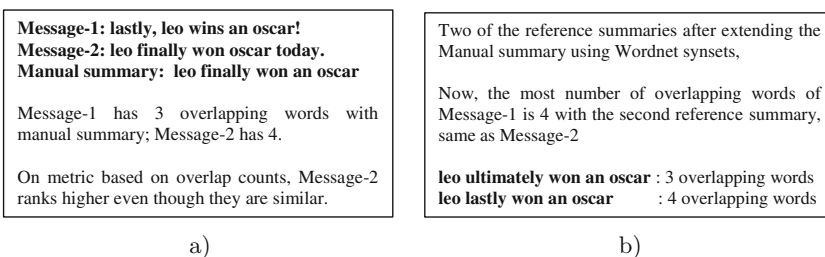 Message-1: lastly, leo wins an oscar!
Message-2: leo finally won oscar today.
Manual summary: leo finally won an oscar
Message-1 has 3 overlapping words with
manual summary; Message-2 has 4.
On metric based on overlap counts, Message-2
ranks higher even though they are similar.
a)
Two of the reference summaries after extending the
Manual summary using Wordnet synsets,
Now, the most number of overlapping words of
Message-1 is 4 with the second reference summary,
same as Message-2
leo ultimately won an oscar : 3 overlapping words
leo lastly won an oscar : 4 overlapping words
b)